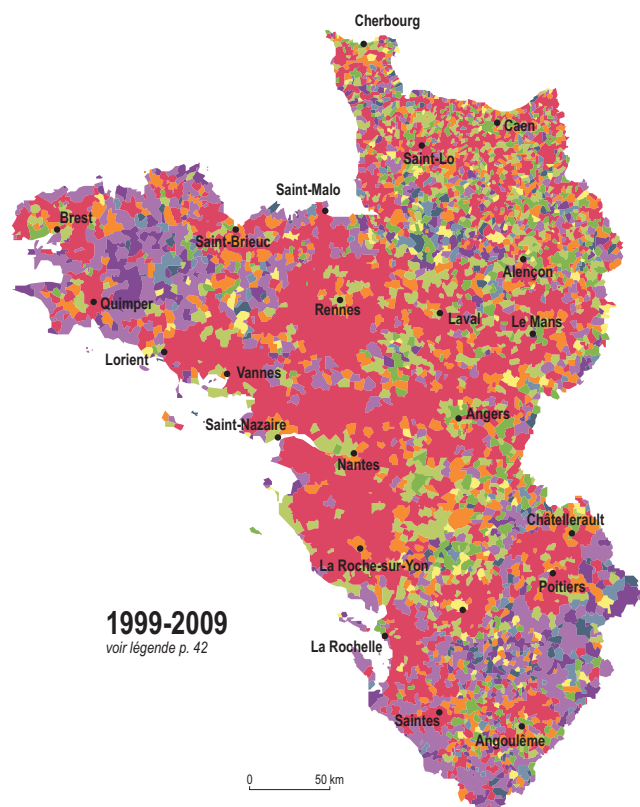 Cherbourg
Caen
Saint-Lo
Saint-Malo
Brest
Saint-Brieuc
Alençon
Quimper
Rennes
Laval
Le Mans
Lorient
Vannes
Angers
Saint-Nazaire
Nantes
Châtellerault
La Roche-sur-Yon
Poitiers
1999-2009
voir légende p. 42
La Rochelle
Saintes
Angoulême
0 50 km